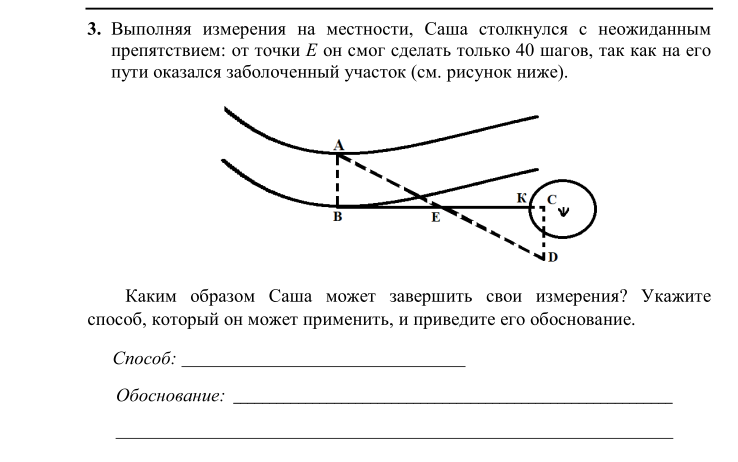 3. Выполняя измерения на местности, Саша столкнулся с неожиданным
препятствием: от точки E он смог сделать только 40 шагов, так как на его
пути оказался заболоченный участок (см. рисунок ниже).
A
K C
B E
D
Каким образом Саша может завершить свои измерения? Укажите
способ, который он может применить, и приведите его обоснование.
Способ:
Обоснование: